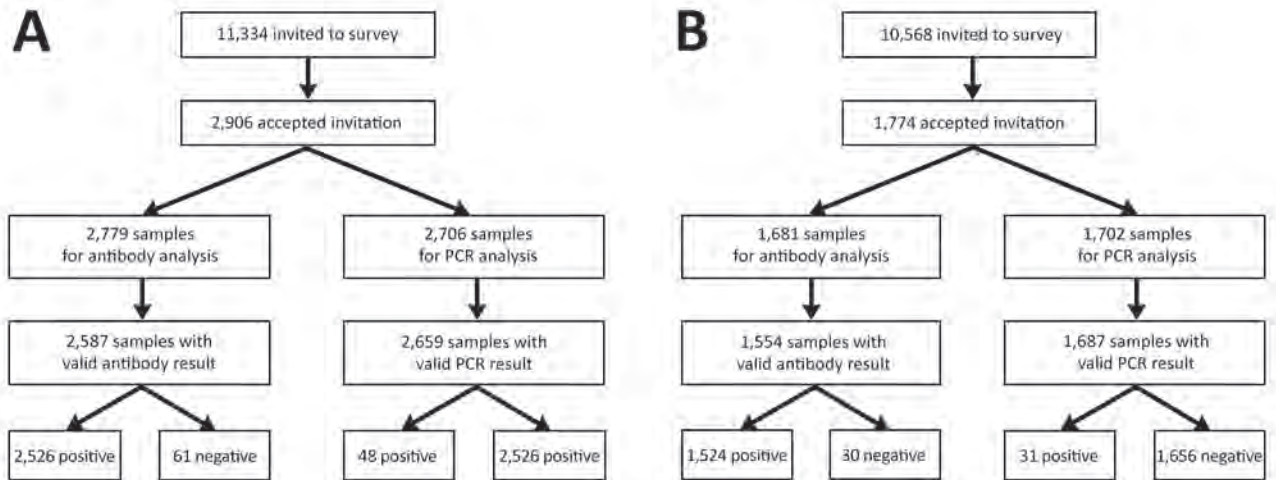 A
11,334 invited to survey
2,906 accepted invitation
2,779 samples
for antibody analysis
2,706 samples
for PCR analysis
2,587 samples with
valid antibody result
2,659 samples with
valid PCR result
2,526 positive
61 negative
48 positive
2,526 positive
B
10,568 invited to survey
1,774 accepted invitation
1,681 samples
for antibody analysis
1,702 samples
for PCR analysis
1,554 samples with
valid antibody result
1,687 samples with
valid PCR result
1,524 positive
30 negative
31 positive
1,656 negative